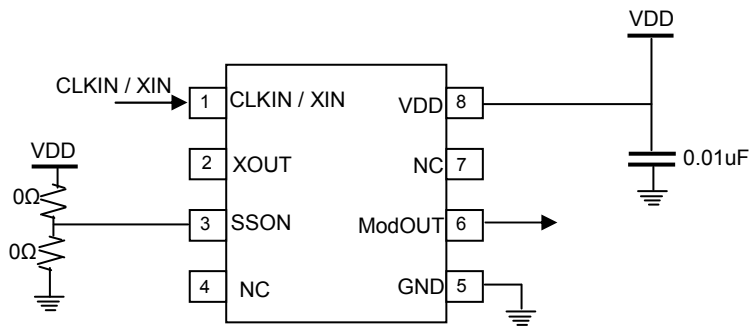 VDD
CLKIN / XIN
1 CLKIN / XIN
VDD 8
VDD
2 XOUT
NC 7
0.01uF
0Ω
3 SSON
ModOUT 6
0Ω
4 NC
GND 5